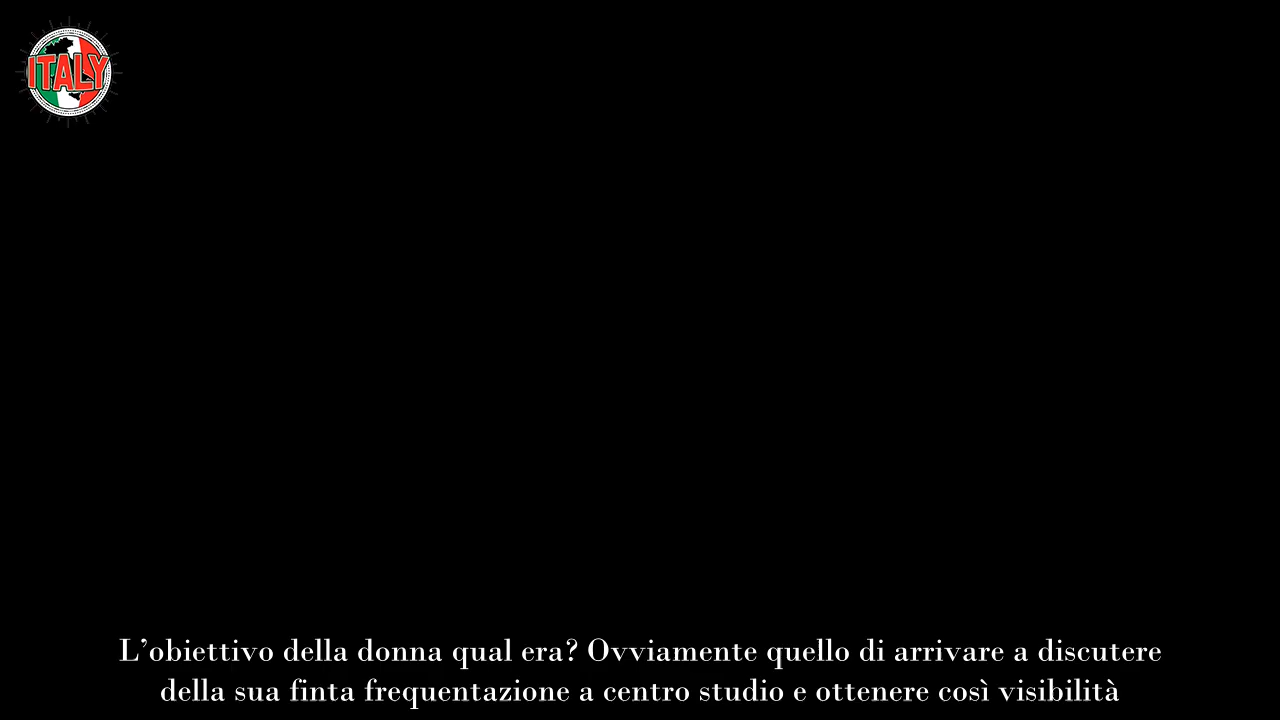 ITALY
L’obiettivo della donna qual era? Ovviamente quello di arrivare a discutere
della sua finta frequentazione a centro studio e ottenere così visibilità